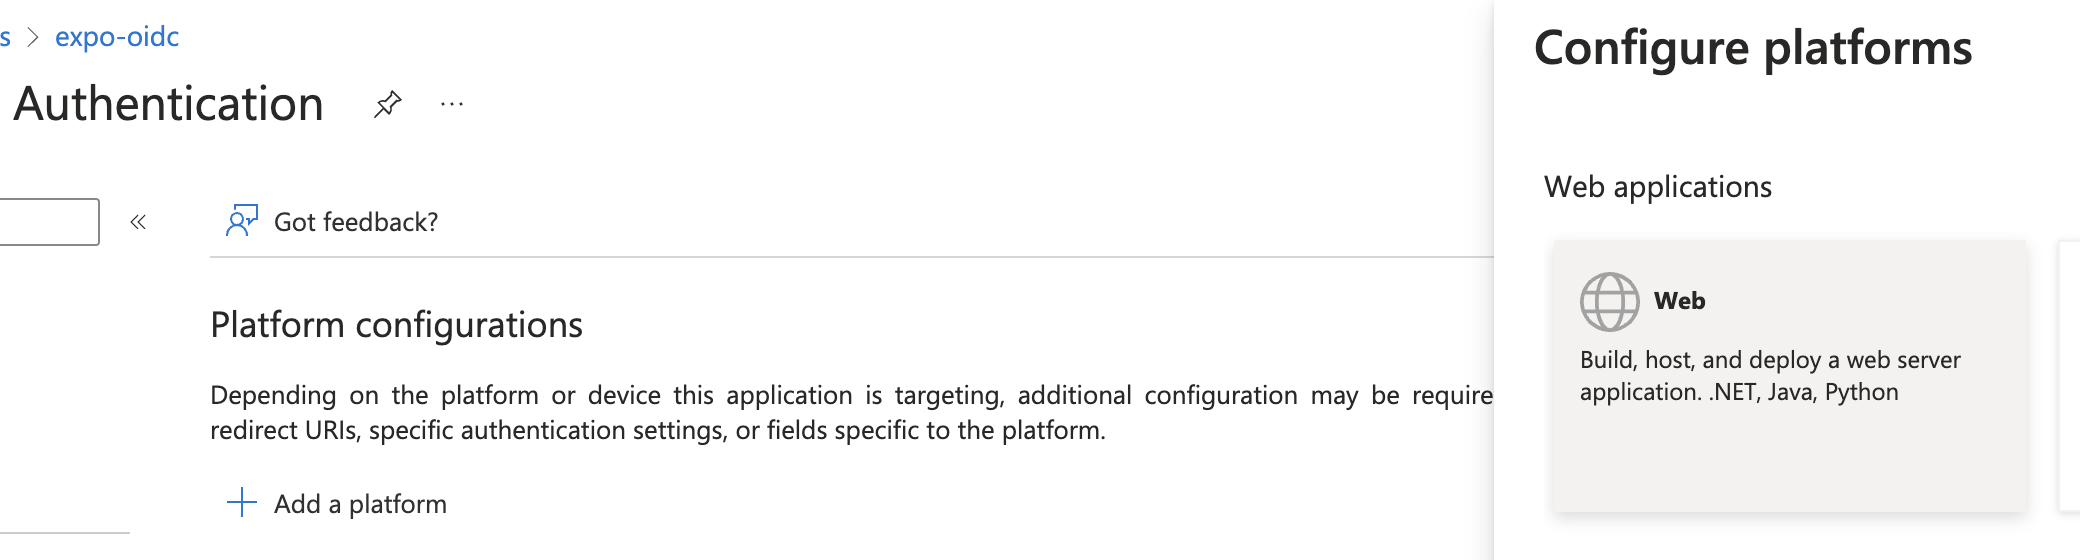 s > expo-oidc
Authentication
Got feedback?
Platform configurations
Depending on the platform or device this application is targeting, additional configuration may be require
redirect URIs, specific authentication settings, or fields specific to the platform.
Add a platform
Configure platforms
Web applications
Web
Build, host, and deploy a web server
application. .NET, Java, Python